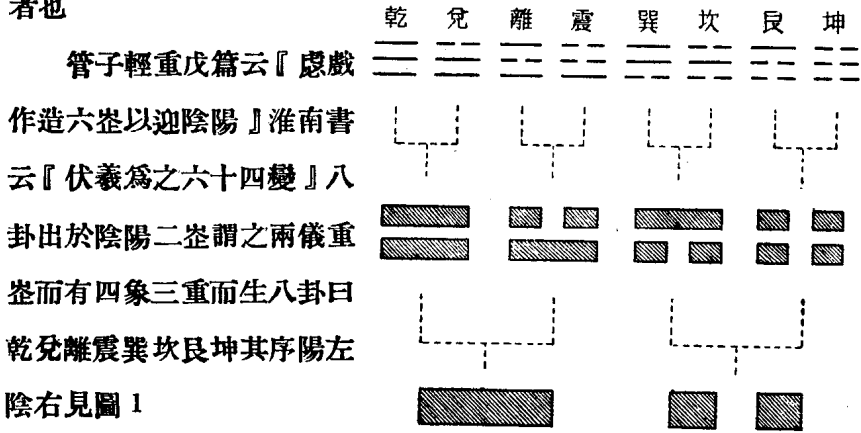 者也
管子輕重戊篇云『慮戲
作造六峚以迎陰陽』淮南書
云『伏羲爲之六十四變』八
卦出於陰陽二峚謂之兩儀重
峚而有四象三重而生八卦曰
乾兌離震巽坎艮坤其序陽左
陰右見圖1
乾 兌 離 震 巽 坎 艮 坤